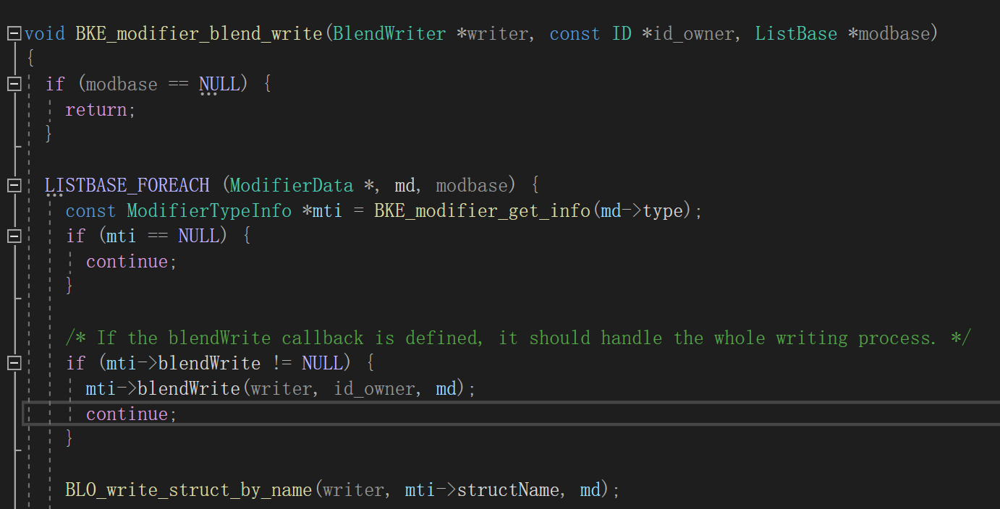 void BKE_modifier_blend_write(BlendWriter *writer, const ID *id_owner, ListBase *modbase)
{
  if (modbase == NULL) {
    return;
  }

  LISTBASE_FOREACH (ModifierData *, md, modbase) {
    const ModifierTypeInfo *mti = BKE_modifier_get_info(md->type);
    if (mti == NULL) {
      continue;
    }

    /* If the blendWrite callback is defined, it should handle the whole writing process. */
    if (mti->blendWrite != NULL) {
      mti->blendWrite(writer, id_owner, md);
      continue;
    }

    BLO_write_struct_by_name(writer, mti->structName, md);